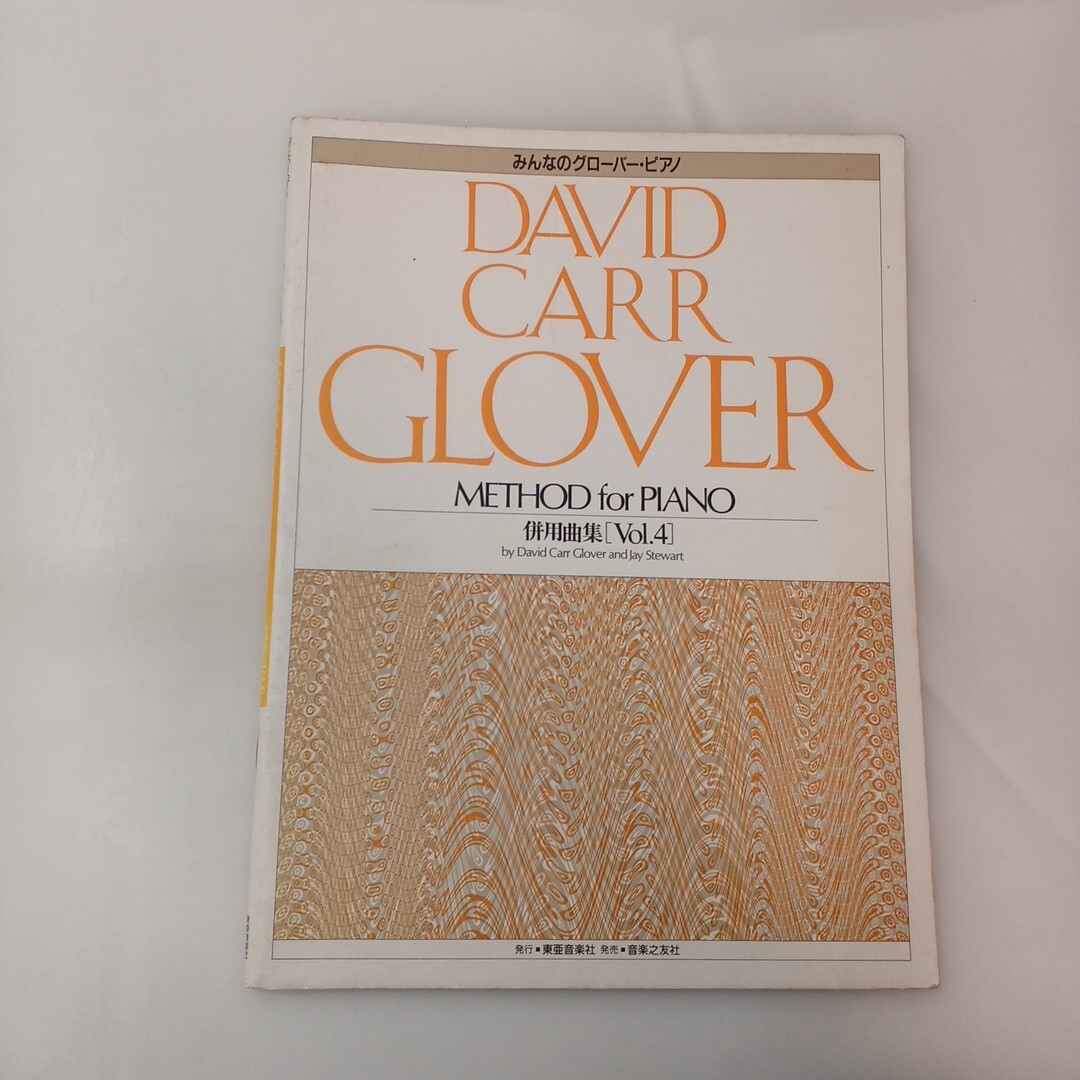 みんなのグローバー・ピアノ
DAVID
CARR
GLOVER
METHOD for PIANO
併用曲集[Vol.4]
by David Carr Glover and Jay Stewart
発行■東亜音楽社 発売■音楽之友社